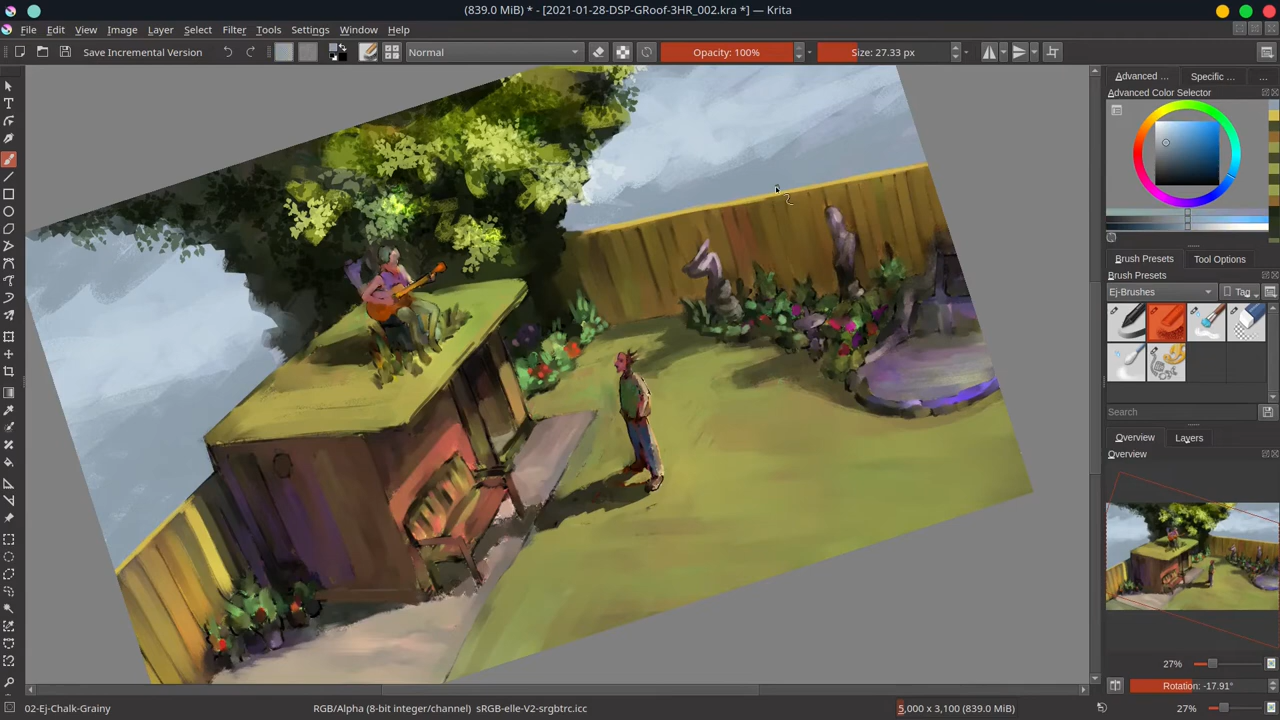 (839.0 MiB) * - [2021-01-28-DSP-GRoof-3HR_002.kra *] — Krita
File Edit View Image Layer Select Filter Tools Settings Window Help
Save Incremental Version Normal Opacity: 100% Size: 27.33 px
Advanced ... Specific ... ...
Advanced Color Selector
Brush Presets Tool Options
Brush Presets
Ej-Brushes Tag
Search
Overview Layers
Overview
27%
Rotation: -17.91°
02-Ej-Chalk-Grainy RGB/Alpha (8-bit integer/channel) sRGB-elle-V2-srgbtrc.icc 5,000 x 3,100 (839.0 MiB) 27%